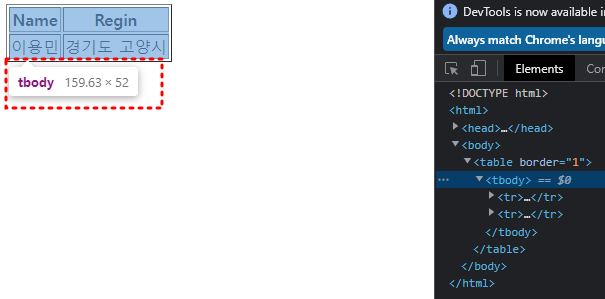 Name Regin
이용민 경기도 고양시
tbody 159.63 × 52
DevTools is now available i
Always match Chrome's langu
Elements
<!DOCTYPE html>
<html>
<head>…</head>
<body>
<table border="1">
<tbody> == $0
<tr>…</tr>
<tr>…</tr>
</tbody>
</table>
</body>
</html>